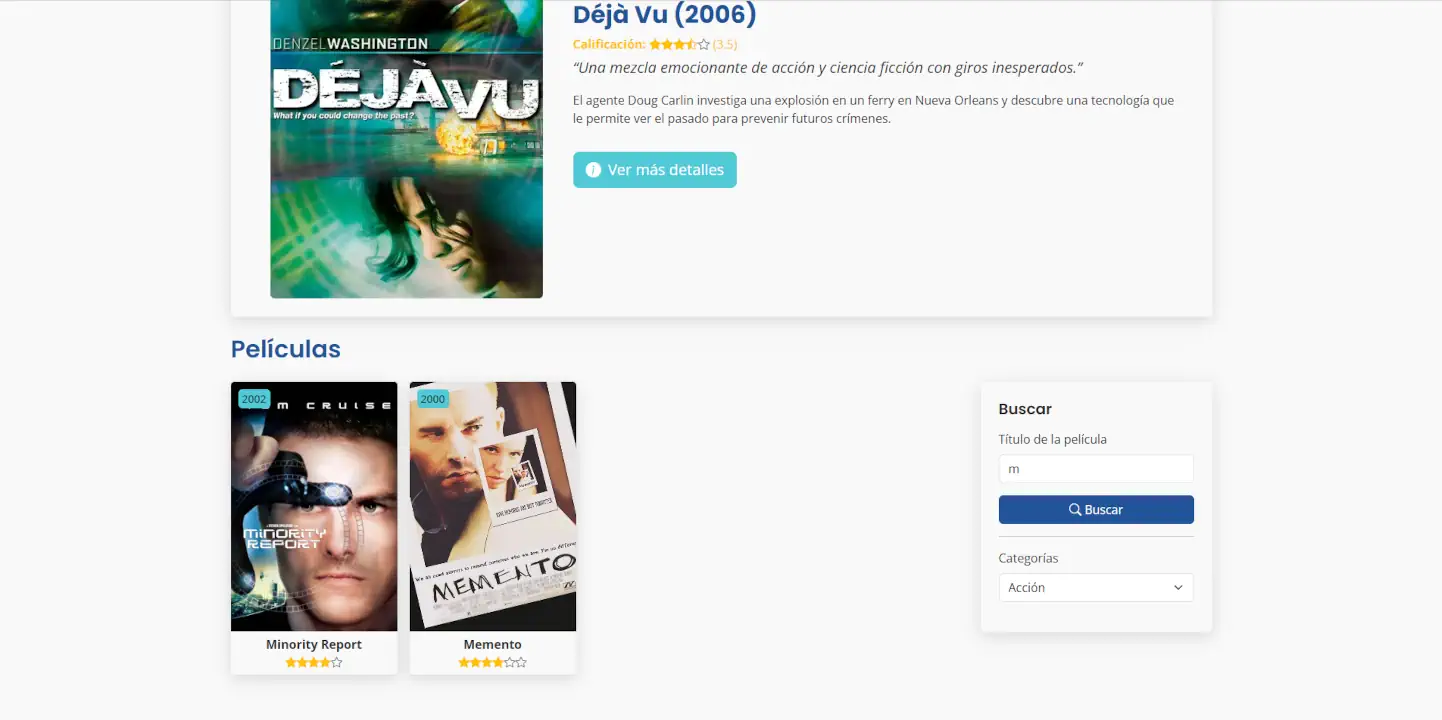 DENZEL WASHINGTON
DÉJÀ VU
What if you could change the past?
Déjà Vu (2006)
Calificación: (3.5)
“Una mezcla emocionante de acción y ciencia ficción con giros inesperados.”
El agente Doug Carlin investiga una explosión en un ferry en Nueva Orleans y descubre una tecnología que
le permite ver el pasado para prevenir futuros crímenes.
i Ver más detalles
Películas
2002
M CRUISE
MINORITY
REPORT
Minority Report
2000
MEMENTO
Memento
Buscar
Título de la película
m
Buscar
Categorías
Acción